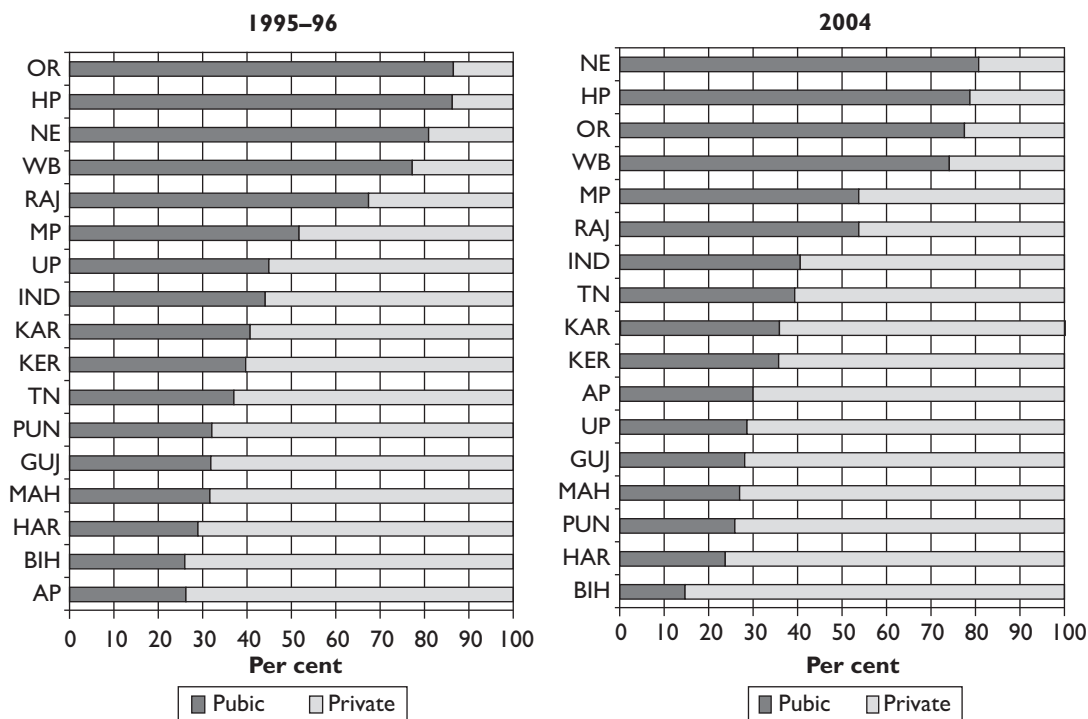 1995–96
OR
HP
NE
WB
RAJ
MP
UP
IND
KAR
KER
TN
PUN
GUJ
MAH
HAR
BIH
AP
0 10 20 30 40 50 60 70 80 90 100
Per cent
Pubic Private
2004
NE
HP
OR
WB
MP
RAJ
IND
TN
KAR
KER
AP
UP
GUJ
MAH
PUN
HAR
BIH
0 10 20 30 40 50 60 70 80 90 100
Per cent
Pubic Private